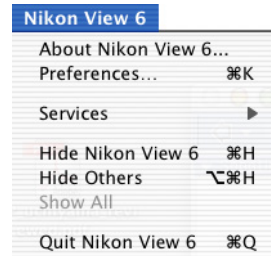 Nikon View 6
About Nikon View 6...
Preferences... ⌘K
Services ▶
Hide Nikon View 6 ⌘H
Hide Others ⌥⌘H
Show All
Quit Nikon View 6 ⌘Q